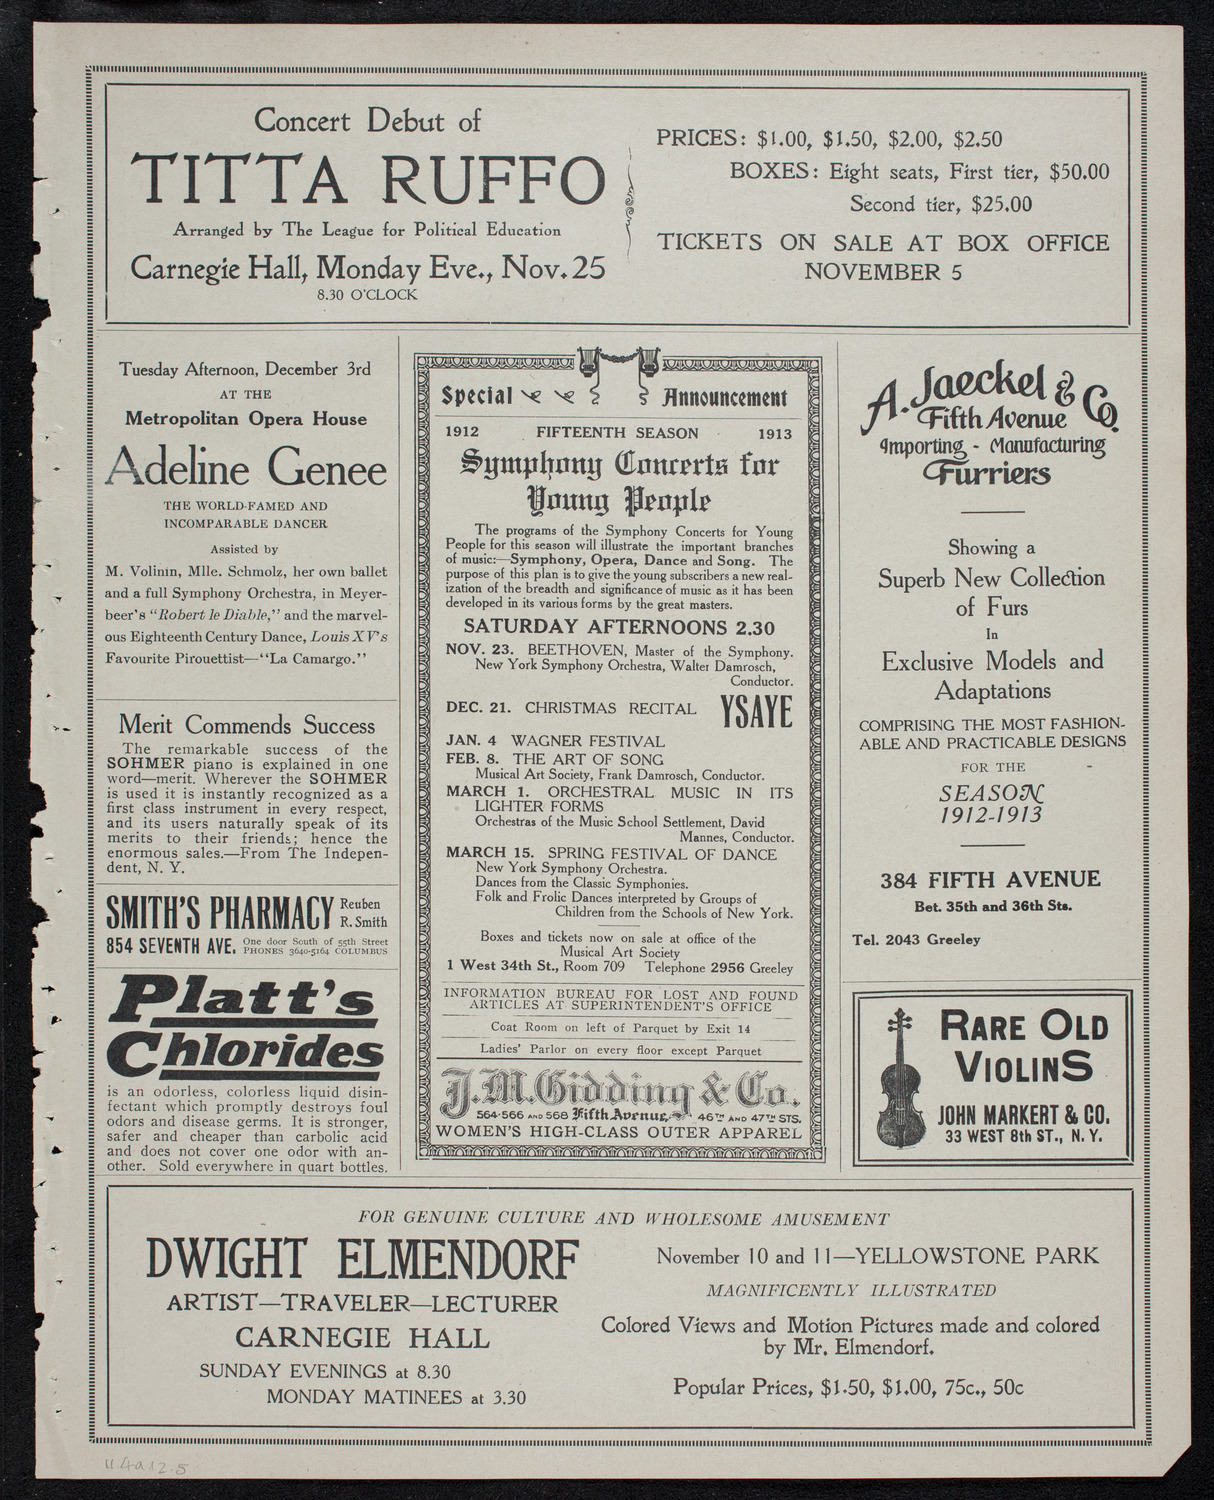 Concert Debut of
TITTA RUFFO
Arranged by The League for Political Education
Carnegie Hall, Monday Eve., Nov. 25
8.30 O'CLOCK
PRICES: $1.00, $1.50, $2.00, $2.50
BOXES: Eight seats, First tier, $50.00
Second tier, $25.00
TICKETS ON SALE AT BOX OFFICE
NOVEMBER 5
Tuesday Afternoon, December 3rd
AT THE
Metropolitan Opera House
Adeline Genee
THE WORLD-FAMED AND
INCOMPARABLE DANCER
Assisted by
M. Volinin, Mlle. Schmolz, her own ballet
and a full Symphony Orchestra, in Meyer-
beer's "Robert le Diable," and the marvel-
ous Eighteenth Century Dance, Louis XV's
Favourite Pirouettist—"La Camargo."
Merit Commends Success
The remarkable success of the
SOHMER piano is explained in one
word—merit. Wherever the SOHMER
is used it is instantly recognized as a
first class instrument in every respect,
and its users naturally speak of its
merits to their friends; hence the
enormous sales.—From The Indepen-
dent, N. Y.
SMITH'S PHARMACY Reuben
R. Smith
854 SEVENTH AVE. One door South of 55th Street
PHONES 3640-5164 COLUMBUS
Platt's
Chlorides
is an odorless, colorless liquid disin-
fectant which promptly destroys foul
odors and disease germs. It is stronger,
safer and cheaper than carbolic acid
and does not cover one odor with an-
other. Sold everywhere in quart bottles.
Special Announcement
1912 FIFTEENTH SEASON 1913
Symphony Concerts for
Young People
The programs of the Symphony Concerts for Young
People for this season will illustrate the important branches
of music:—Symphony, Opera, Dance and Song. The
purpose of this plan is to give the young subscribers a new real-
ization of the breadth and significance of music as it has been
developed in its various forms by the great masters.
SATURDAY AFTERNOONS 2.30
NOV. 23. BEETHOVEN, Master of the Symphony.
New York Symphony Orchestra, Walter Damrosch,
Conductor.
DEC. 21. CHRISTMAS RECITAL YSAYE
JAN. 4 WAGNER FESTIVAL
FEB. 8. THE ART OF SONG
Musical Art Society, Frank Damrosch, Conductor.
MARCH 1. ORCHESTRAL MUSIC IN ITS
LIGHTER FORMS
Orchestras of the Music School Settlement, David
Mannes, Conductor.
MARCH 15. SPRING FESTIVAL OF DANCE
New York Symphony Orchestra.
Dances from the Classic Symphonies.
Folk and Frolic Dances interpreted by Groups of
Children from the Schools of New York.
Boxes and tickets now on sale at office of the
Musical Art Society
1 West 34th St., Room 709 Telephone 2956 Greeley
INFORMATION BUREAU FOR LOST AND FOUND
ARTICLES AT SUPERINTENDENT'S OFFICE
Coat Room on left of Parquet by Exit 14
Ladies' Parlor on every floor except Parquet
J. M. Gidding & Co.
564-566 AND 568 Fifth Avenue, 46TH AND 47TH STS.
WOMEN'S HIGH-CLASS OUTER APPAREL
A. Jaeckel & Co.
Fifth Avenue
Importing - Manufacturing
Furriers
Showing a
Superb New Collection
of Furs
In
Exclusive Models and
Adaptations
COMPRISING THE MOST FASHION-
ABLE AND PRACTICABLE DESIGNS
FOR THE
SEASON
1912-1913
384 FIFTH AVENUE
Bet. 35th and 36th Sts.
Tel. 2043 Greeley
RARE OLD
VIOLINS
JOHN MARKERT & CO.
33 WEST 8th ST., N. Y.
FOR GENUINE CULTURE AND WHOLESOME AMUSEMENT
DWIGHT ELMENDORF
ARTIST—TRAVELER—LECTURER
CARNEGIE HALL
SUNDAY EVENINGS at 8.30
MONDAY MATINEES at 3.30
November 10 and 11—YELLOWSTONE PARK
MAGNIFICENTLY ILLUSTRATED
Colored Views and Motion Pictures made and colored
by Mr. Elmendorf.
Popular Prices, $1.50, $1.00, 75c., 50c
U4a12.5